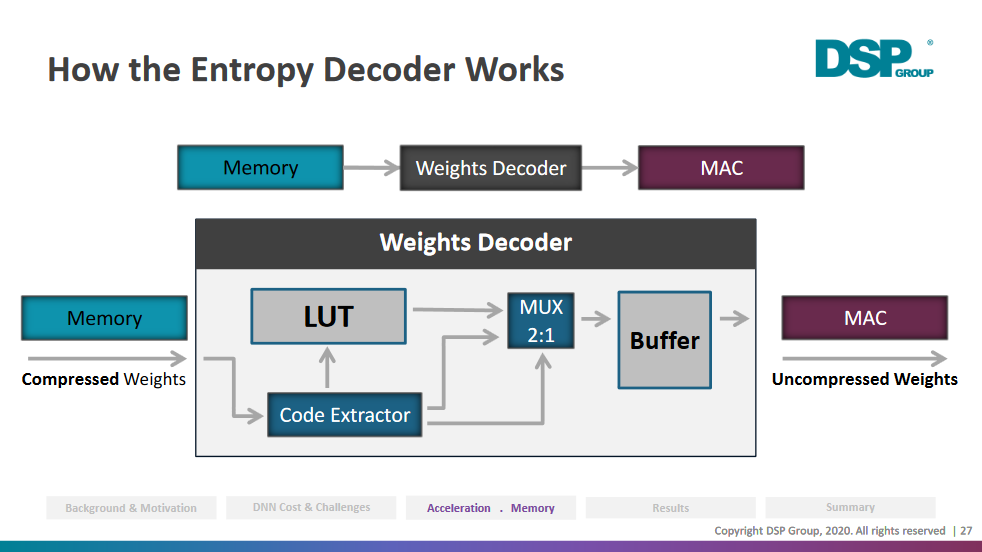 How the Entropy Decoder Works
DSP
GROUP
®
Memory
Weights Decoder
MAC
Weights Decoder
Memory
LUT
MUX
2:1
Buffer
MAC
Compressed Weights
Code Extractor
Uncompressed Weights
Background & Motivation
DNN Cost & Challenges
Acceleration . Memory
Results
Summary
Copyright DSP Group, 2020. All rights reserved | 27